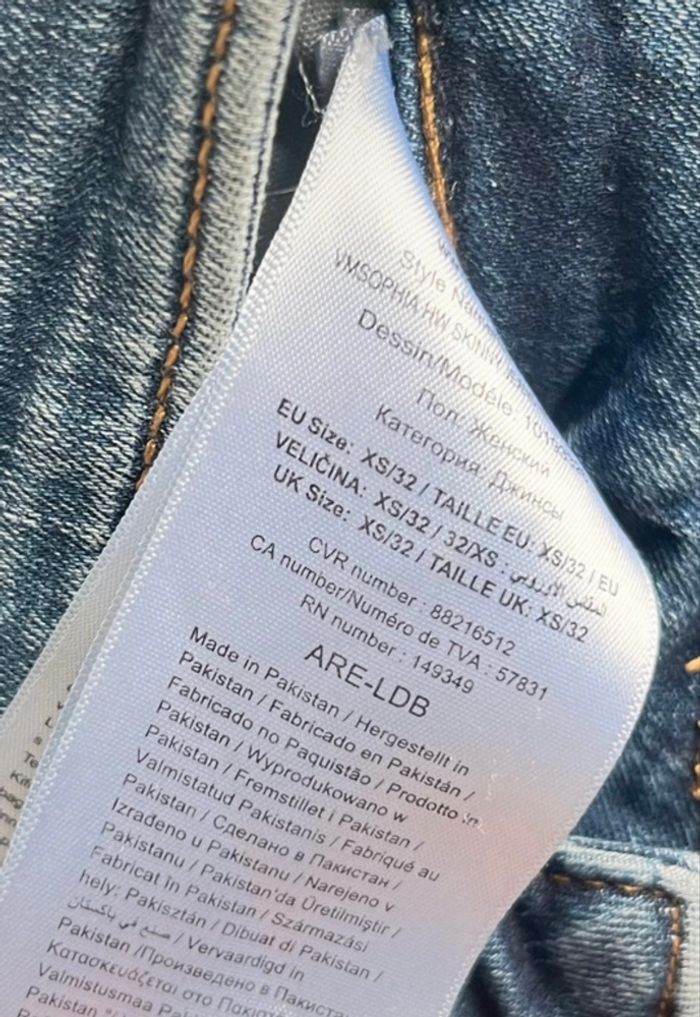 Style
VMSOPHIA HW SKINNY
Dessin/Modèle:
Пол: Женский
Категория: Джинсы
EU Size: XS/32 / TAILLE EU: XS/32 / EU
VELIČINA: XS/32 / 32/XS : المقاس الأوروبي
UK Size: XS/32 / TAILLE UK: XS/32
CVR number : 88216512
CA number/Numéro de TVA : 57831
RN number : 149349
ARE-LDB
Made in Pakistan / Hergestellt in
Pakistan / Fabricado en Pakistán /
Fabricado no Paquistão / Prodotto in
Pakistan / Wyprodukowano w
Pakistan / Fremstillet i Pakistan /
Valmistatud Pakistanis / Fabriqué au
Pakistan / Сделано в Пакистан /
Izrađeno u Pakistanu / Narejeno v
Pakistanu / Pakistan'da Üretilmiştir /
Fabricat în Pakistan / Származási
hely: Pakisztán / Dibuat di Pakistan /
صنع في باكستان / Vervaardigd in
Pakistan /Произведено в Пакистан
Κατασκευάζεται στο
Valmistusmaa Pakistan
Pakistan